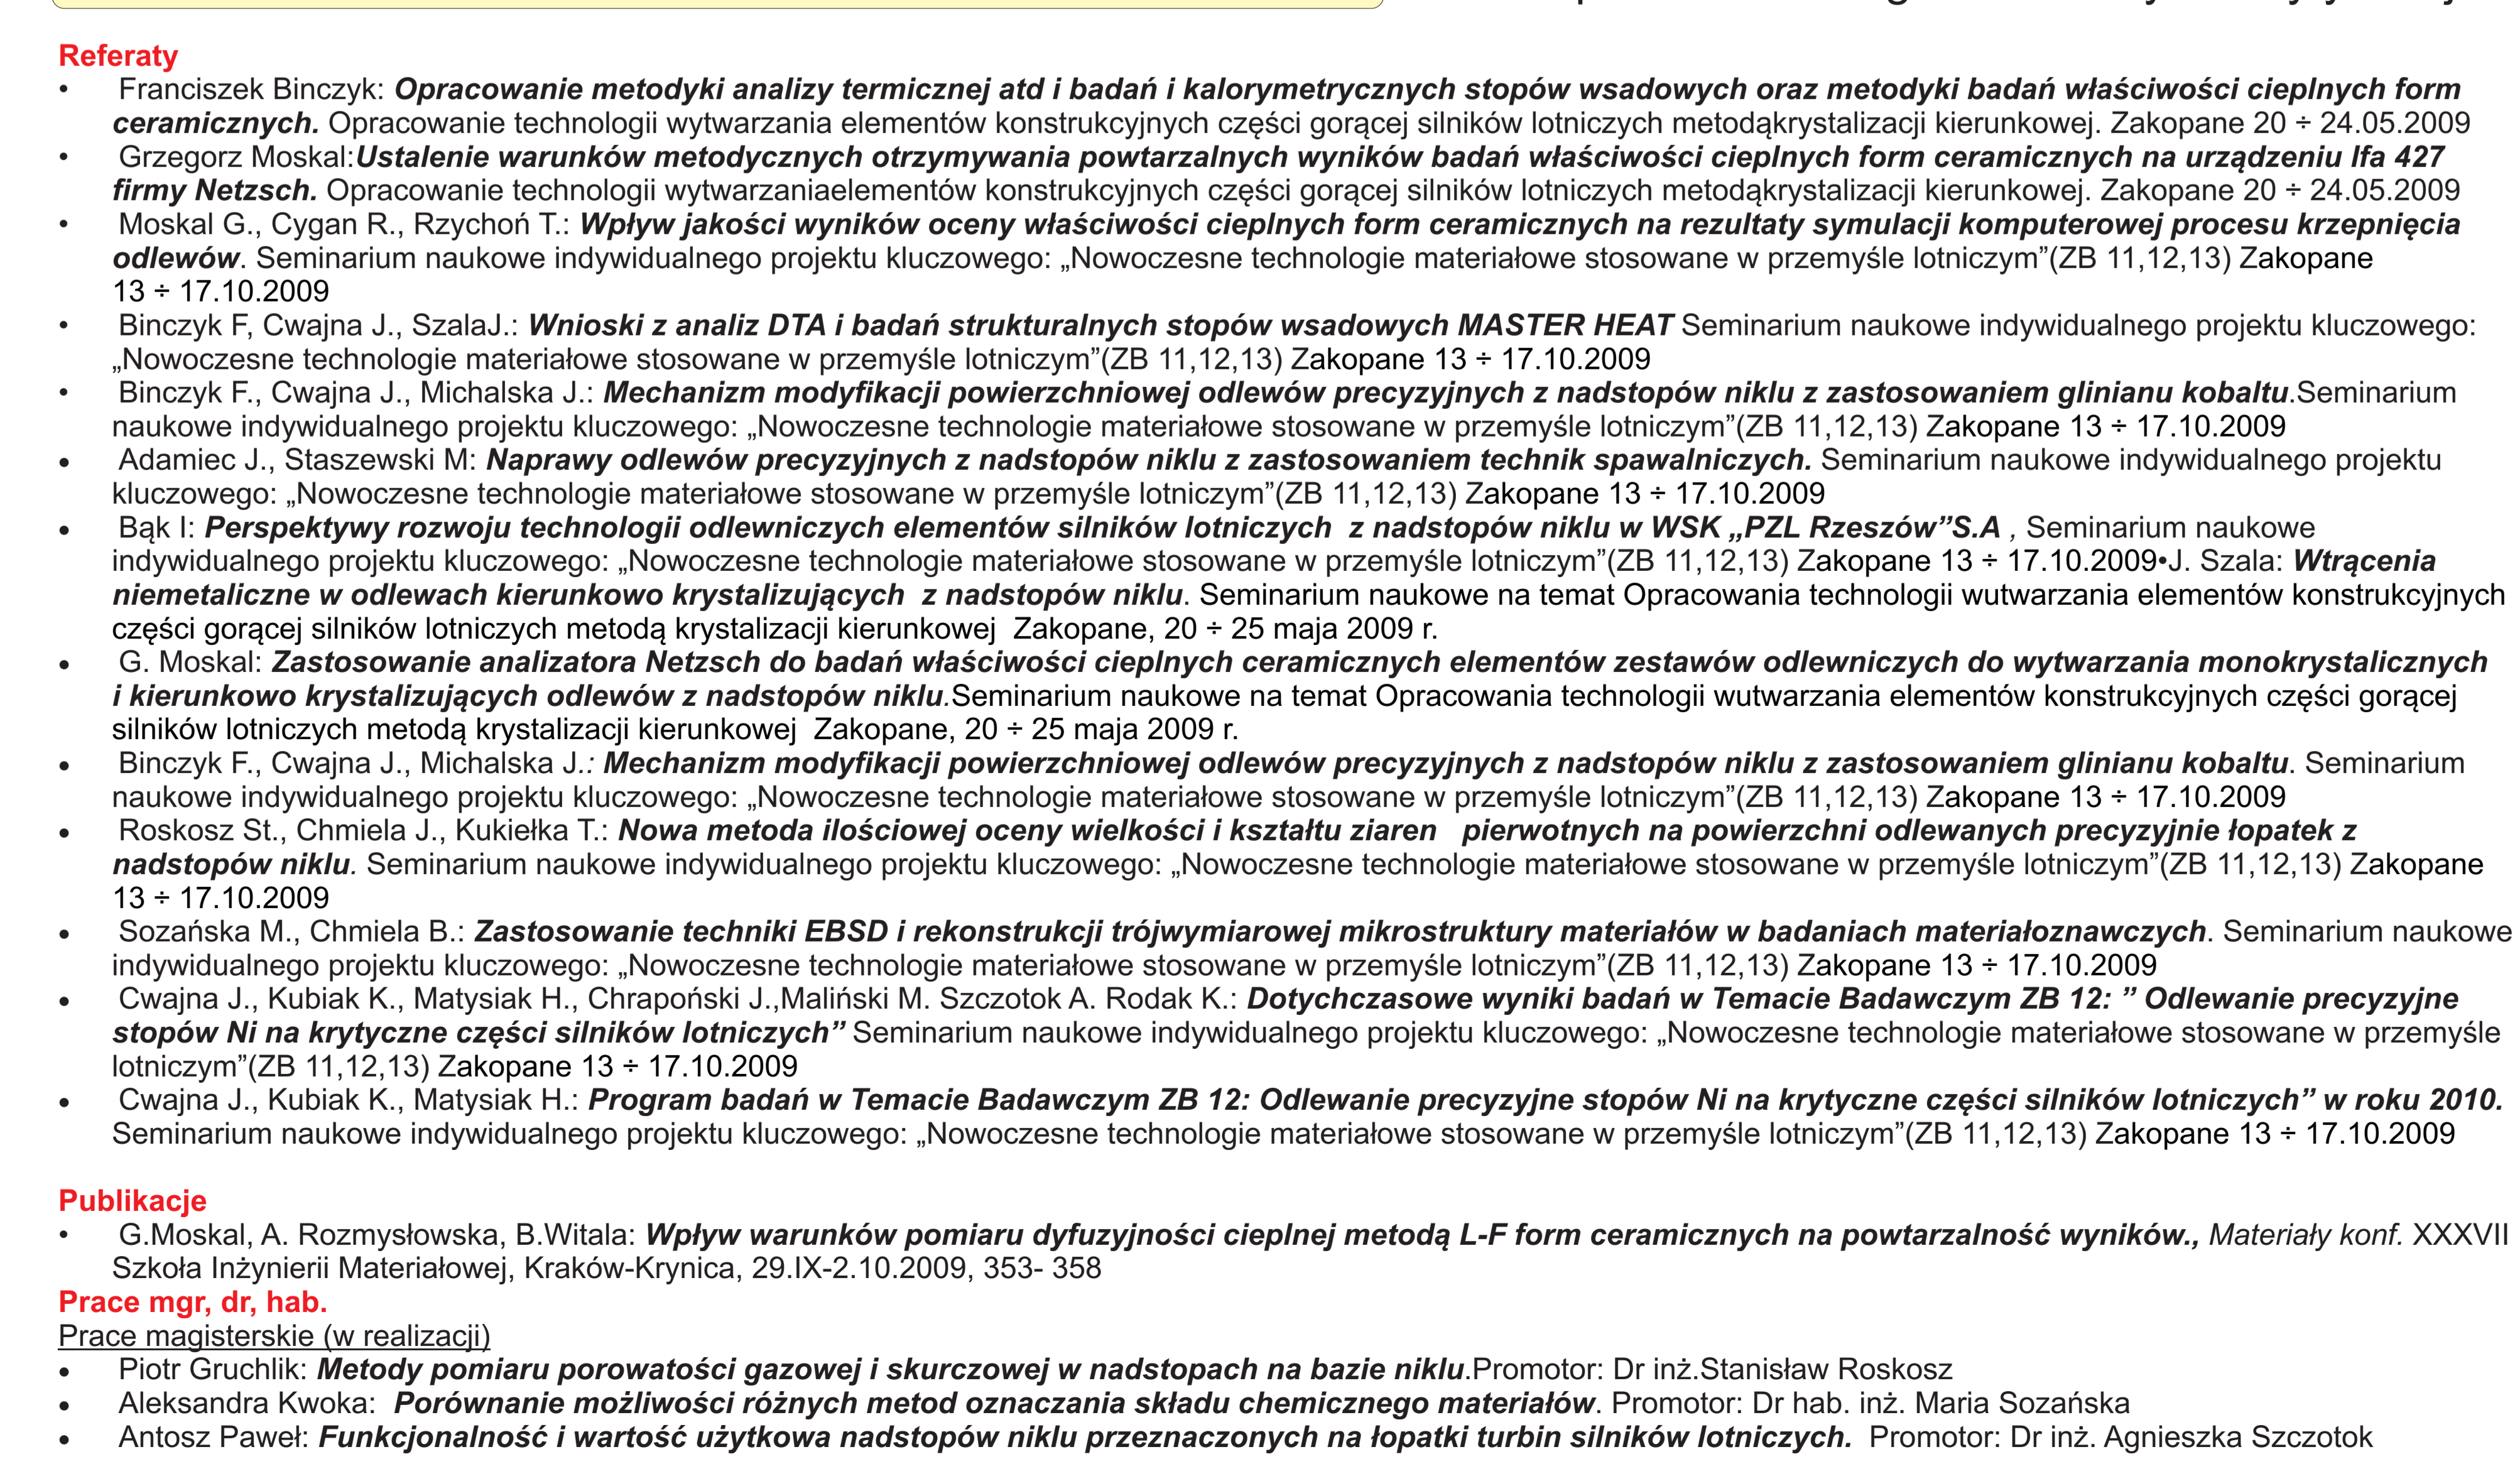 Referaty
• Franciszek Binczyk: Opracowanie metodyki analizy termicznej atd i badań i kalorymetrycznych stopów wsadowych oraz metodyki badań właściwości cieplnych form
ceramicznych. Opracowanie technologii wytwarzania elementów konstrukcyjnych części gorącej silników lotniczych metodąkrystalizacji kierunkowej. Zakopane 20 ÷ 24.05.2009
• Grzegorz Moskal:Ustalenie warunków metodycznych otrzymywania powtarzalnych wyników badań właściwości cieplnych form ceramicznych na urządzeniu lfa 427
firmy Netzsch. Opracowanie technologii wytwarzaniaelementów konstrukcyjnych części gorącej silników lotniczych metodąkrystalizacji kierunkowej. Zakopane 20 ÷ 24.05.2009
• Moskal G., Cygan R., Rzychoń T.: Wpływ jakości wyników oceny właściwości cieplnych form ceramicznych na rezultaty symulacji komputerowej procesu krzepnięcia
odlewów. Seminarium naukowe indywidualnego projektu kluczowego: „Nowoczesne technologie materiałowe stosowane w przemyśle lotniczym”(ZB 11,12,13) Zakopane
13 ÷ 17.10.2009
• Binczyk F, Cwajna J., SzalaJ.: Wnioski z analiz DTA i badań strukturalnych stopów wsadowych MASTER HEAT Seminarium naukowe indywidualnego projektu kluczowego:
„Nowoczesne technologie materiałowe stosowane w przemyśle lotniczym”(ZB 11,12,13) Zakopane 13 ÷ 17.10.2009
• Binczyk F., Cwajna J., Michalska J.: Mechanizm modyfikacji powierzchniowej odlewów precyzyjnych z nadstopów niklu z zastosowaniem glinianu kobaltu.Seminarium
naukowe indywidualnego projektu kluczowego: „Nowoczesne technologie materiałowe stosowane w przemyśle lotniczym”(ZB 11,12,13) Zakopane 13 ÷ 17.10.2009
• Adamiec J., Staszewski M: Naprawy odlewów precyzyjnych z nadstopów niklu z zastosowaniem technik spawalniczych. Seminarium naukowe indywidualnego projektu
kluczowego: „Nowoczesne technologie materiałowe stosowane w przemyśle lotniczym”(ZB 11,12,13) Zakopane 13 ÷ 17.10.2009
• Bąk I: Perspektywy rozwoju technologii odlewniczych elementów silników lotniczych z nadstopów niklu w WSK „PZL Rzeszów”S.A , Seminarium naukowe
indywidualnego projektu kluczowego: „Nowoczesne technologie materiałowe stosowane w przemyśle lotniczym”(ZB 11,12,13) Zakopane 13 ÷ 17.10.2009•J. Szala: Wtrącenia
niemetaliczne w odlewach kierunkowo krystalizujących z nadstopów niklu. Seminarium naukowe na temat Opracowania technologii wutwarzania elementów konstrukcyjnych
części gorącej silników lotniczych metodą krystalizacji kierunkowej Zakopane, 20 ÷ 25 maja 2009 r.
• G. Moskal: Zastosowanie analizatora Netzsch do badań właściwości cieplnych ceramicznych elementów zestawów odlewniczych do wytwarzania monokrystalicznych
i kierunkowo krystalizujących odlewów z nadstopów niklu.Seminarium naukowe na temat Opracowania technologii wutwarzania elementów konstrukcyjnych części gorącej
silników lotniczych metodą krystalizacji kierunkowej Zakopane, 20 ÷ 25 maja 2009 r.
• Binczyk F., Cwajna J., Michalska J.: Mechanizm modyfikacji powierzchniowej odlewów precyzyjnych z nadstopów niklu z zastosowaniem glinianu kobaltu. Seminarium
naukowe indywidualnego projektu kluczowego: „Nowoczesne technologie materiałowe stosowane w przemyśle lotniczym”(ZB 11,12,13) Zakopane 13 ÷ 17.10.2009
• Roskosz St., Chmiela J., Kukiełka T.: Nowa metoda ilościowej oceny wielkości i kształtu ziaren pierwotnych na powierzchni odlewanych precyzyjnie łopatek z
nadstopów niklu. Seminarium naukowe indywidualnego projektu kluczowego: „Nowoczesne technologie materiałowe stosowane w przemyśle lotniczym”(ZB 11,12,13) Zakopane
13 ÷ 17.10.2009
• Sozańska M., Chmiela B.: Zastosowanie techniki EBSD i rekonstrukcji trójwymiarowej mikrostruktury materiałów w badaniach materiałoznawczych. Seminarium naukowe
indywidualnego projektu kluczowego: „Nowoczesne technologie materiałowe stosowane w przemyśle lotniczym”(ZB 11,12,13) Zakopane 13 ÷ 17.10.2009
• Cwajna J., Kubiak K., Matysiak H., Chrapoński J.,Maliński M. Szczotok A. Rodak K.: Dotychczasowe wyniki badań w Temacie Badawczym ZB 12: ” Odlewanie precyzyjne
stopów Ni na krytyczne części silników lotniczych” Seminarium naukowe indywidualnego projektu kluczowego: „Nowoczesne technologie materiałowe stosowane w przemyśle
lotniczym”(ZB 11,12,13) Zakopane 13 ÷ 17.10.2009
• Cwajna J., Kubiak K., Matysiak H.: Program badań w Temacie Badawczym ZB 12: Odlewanie precyzyjne stopów Ni na krytyczne części silników lotniczych” w roku 2010.
Seminarium naukowe indywidualnego projektu kluczowego: „Nowoczesne technologie materiałowe stosowane w przemyśle lotniczym”(ZB 11,12,13) Zakopane 13 ÷ 17.10.2009
Publikacje
• G.Moskal, A. Rozmysłowska, B.Witala: Wpływ warunków pomiaru dyfuzyjności cieplnej metodą L-F form ceramicznych na powtarzalność wyników., Materiały konf. XXXVII
Szkoła Inżynierii Materiałowej, Kraków-Krynica, 29.IX-2.10.2009, 353- 358
Prace mgr, dr, hab.
Prace magisterskie (w realizacji)
• Piotr Gruchlik: Metody pomiaru porowatości gazowej i skurczowej w nadstopach na bazie niklu.Promotor: Dr inż.Stanisław Roskosz
• Aleksandra Kwoka: Porównanie możliwości różnych metod oznaczania składu chemicznego materiałów. Promotor: Dr hab. inż. Maria Sozańska
• Antosz Paweł: Funkcjonalność i wartość użytkowa nadstopów niklu przeznaczonych na łopatki turbin silników lotniczych. Promotor: Dr inż. Agnieszka Szczotok